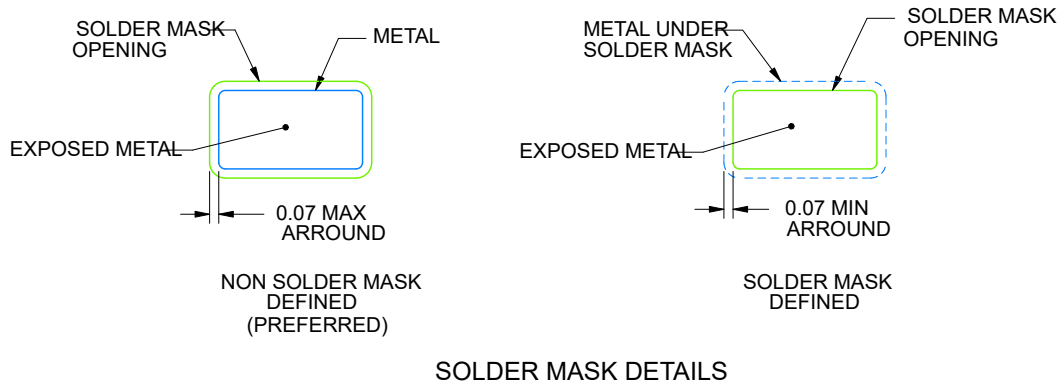 SOLDER MASK
OPENING
METAL
EXPOSED METAL
0.07 MAX
ARROUND
NON SOLDER MASK
DEFINED
(PREFERRED)
METAL UNDER
SOLDER MASK
SOLDER MASK
OPENING
EXPOSED METAL
0.07 MIN
ARROUND
SOLDER MASK
DEFINED
SOLDER MASK DETAILS